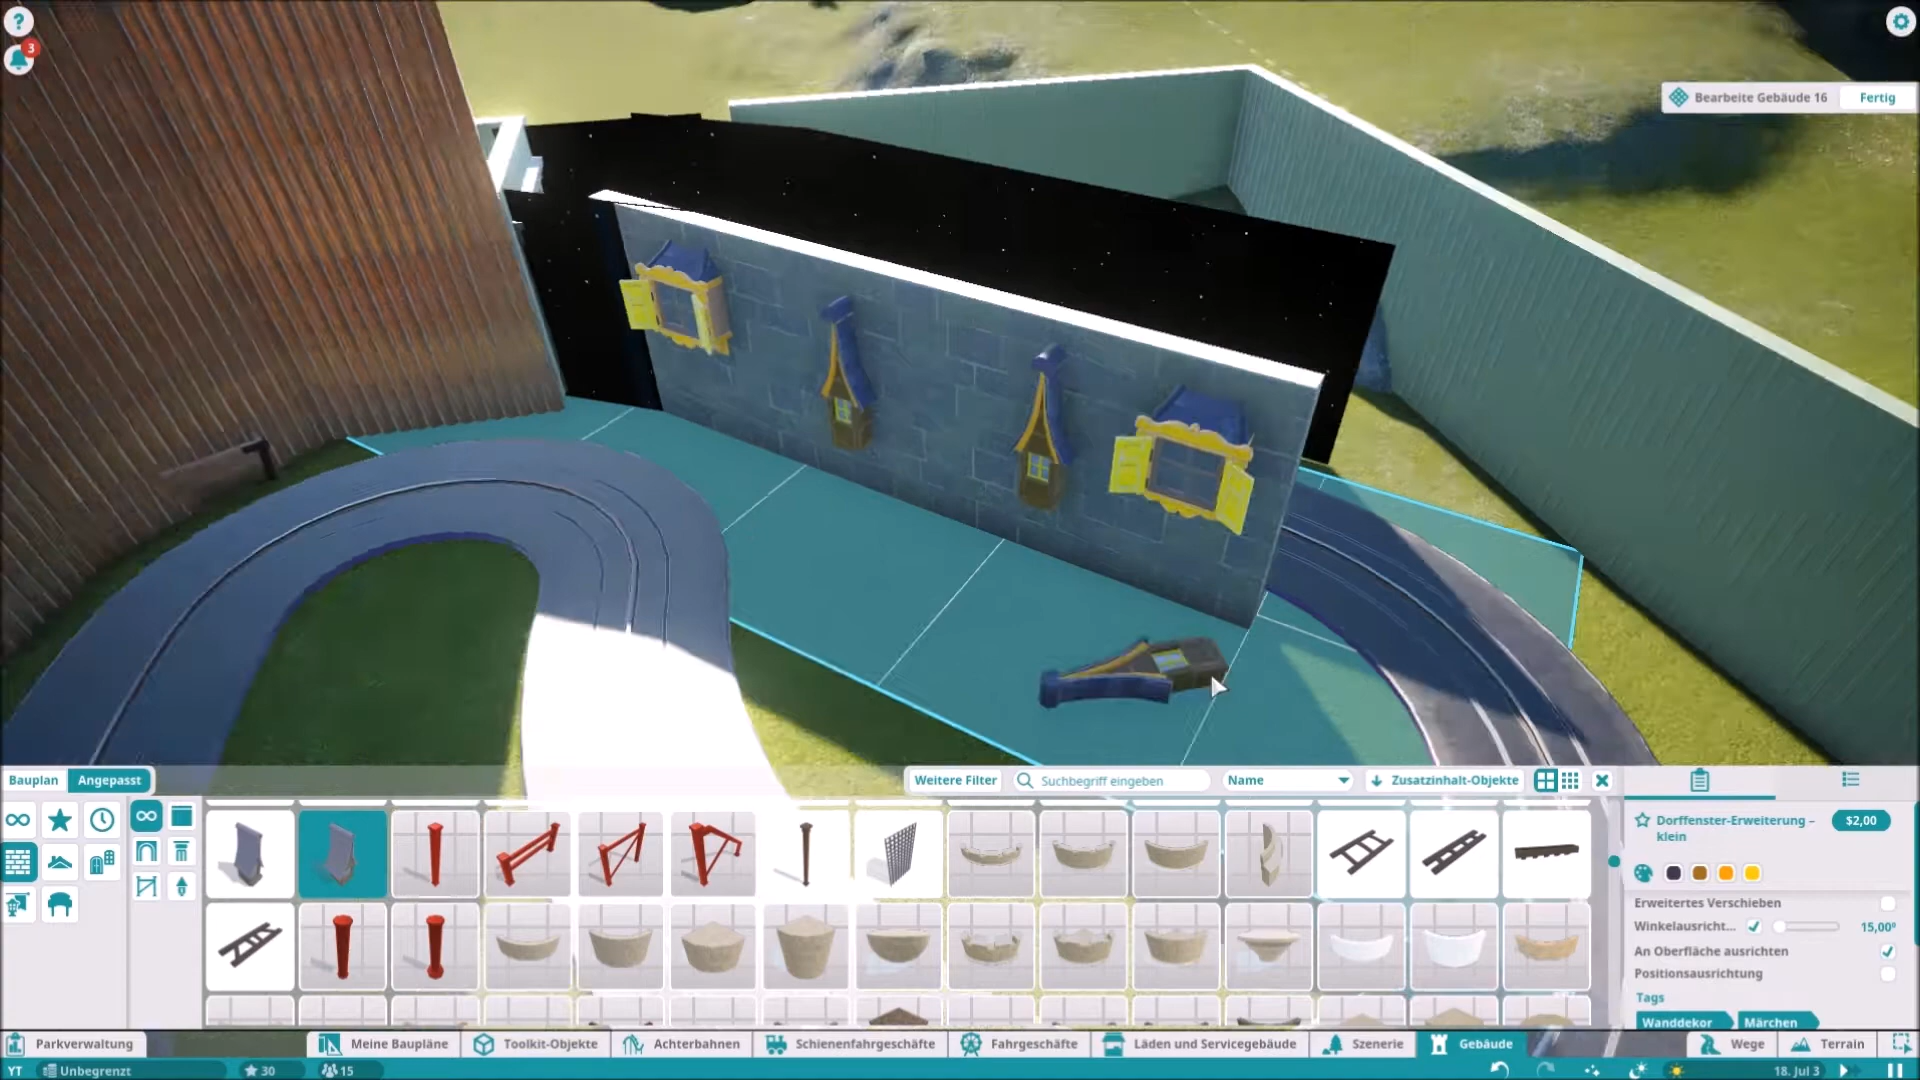 ?
3
Bearbeite Gebäude 16
Fertig
Bauplan
Angepasst
Weitere Filter
Suchbegriff eingeben
Name
Zusatzinhalt-Objekte
Dorffenster-Erweiterung –
klein
$2,00
Erweitertes Verschieben
Winkelausricht...
15,00°
An Oberfläche ausrichten
Positionsausrichtung
Tags
Wanddekor
Märchen
Parkverwaltung
Meine Baupläne
Toolkit-Objekte
Achterbahnen
Schienenfahrgeschäfte
Fahrgeschäfte
Läden und Servicegebäude
Szenerie
Gebäude
Wege
Terrain
YT
Unbegrenzt
30
15
18. Jul 3